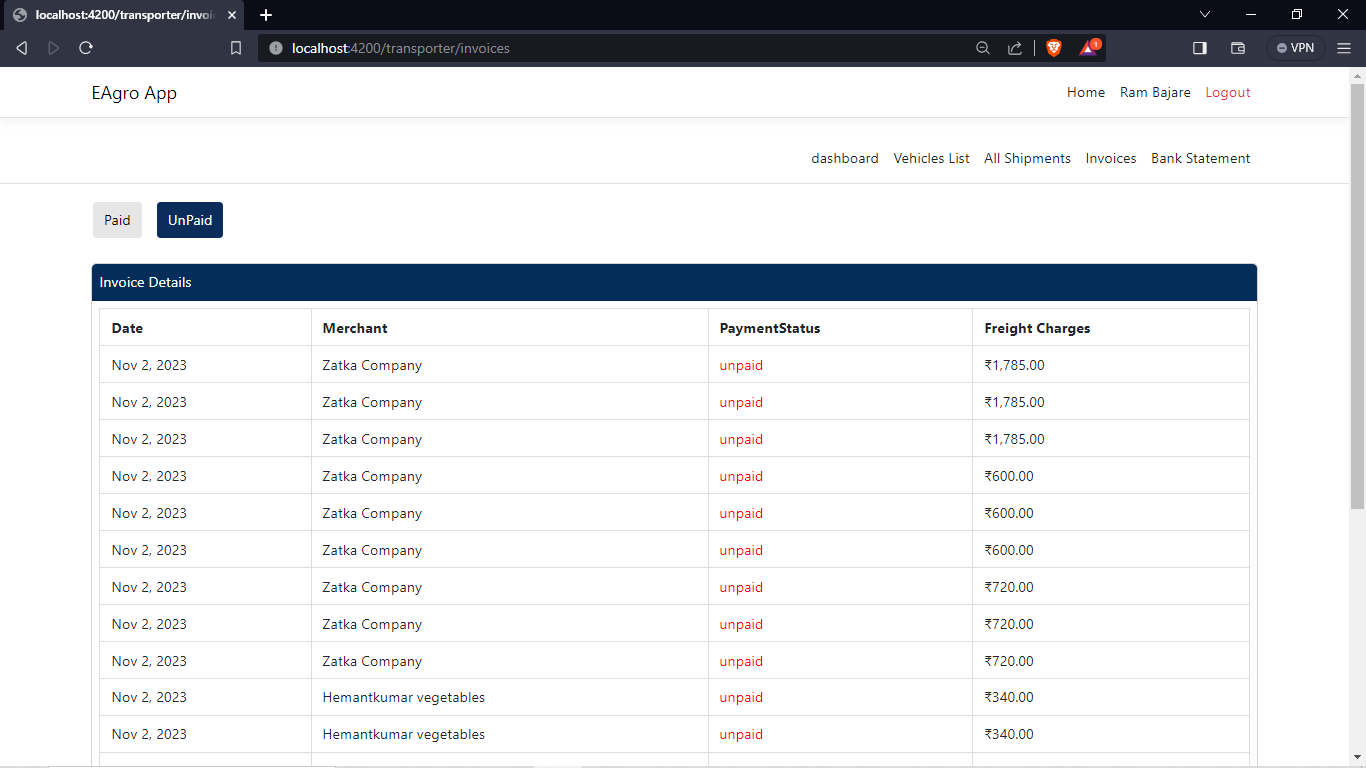 localhost:4200/transporter/invoi
localhost:4200/transporter/invoices
1
VPN
EAgro App
Home Ram Bajare Logout
dashboard Vehicles List All Shipments Invoices Bank Statement
Paid UnPaid
Invoice Details
Date Merchant PaymentStatus Freight Charges
Nov 2, 2023 Zatka Company unpaid ₹1,785.00
Nov 2, 2023 Zatka Company unpaid ₹1,785.00
Nov 2, 2023 Zatka Company unpaid ₹1,785.00
Nov 2, 2023 Zatka Company unpaid ₹600.00
Nov 2, 2023 Zatka Company unpaid ₹600.00
Nov 2, 2023 Zatka Company unpaid ₹600.00
Nov 2, 2023 Zatka Company unpaid ₹720.00
Nov 2, 2023 Zatka Company unpaid ₹720.00
Nov 2, 2023 Zatka Company unpaid ₹720.00
Nov 2, 2023 Hemantkumar vegetables unpaid ₹340.00
Nov 2, 2023 Hemantkumar vegetables unpaid ₹340.00